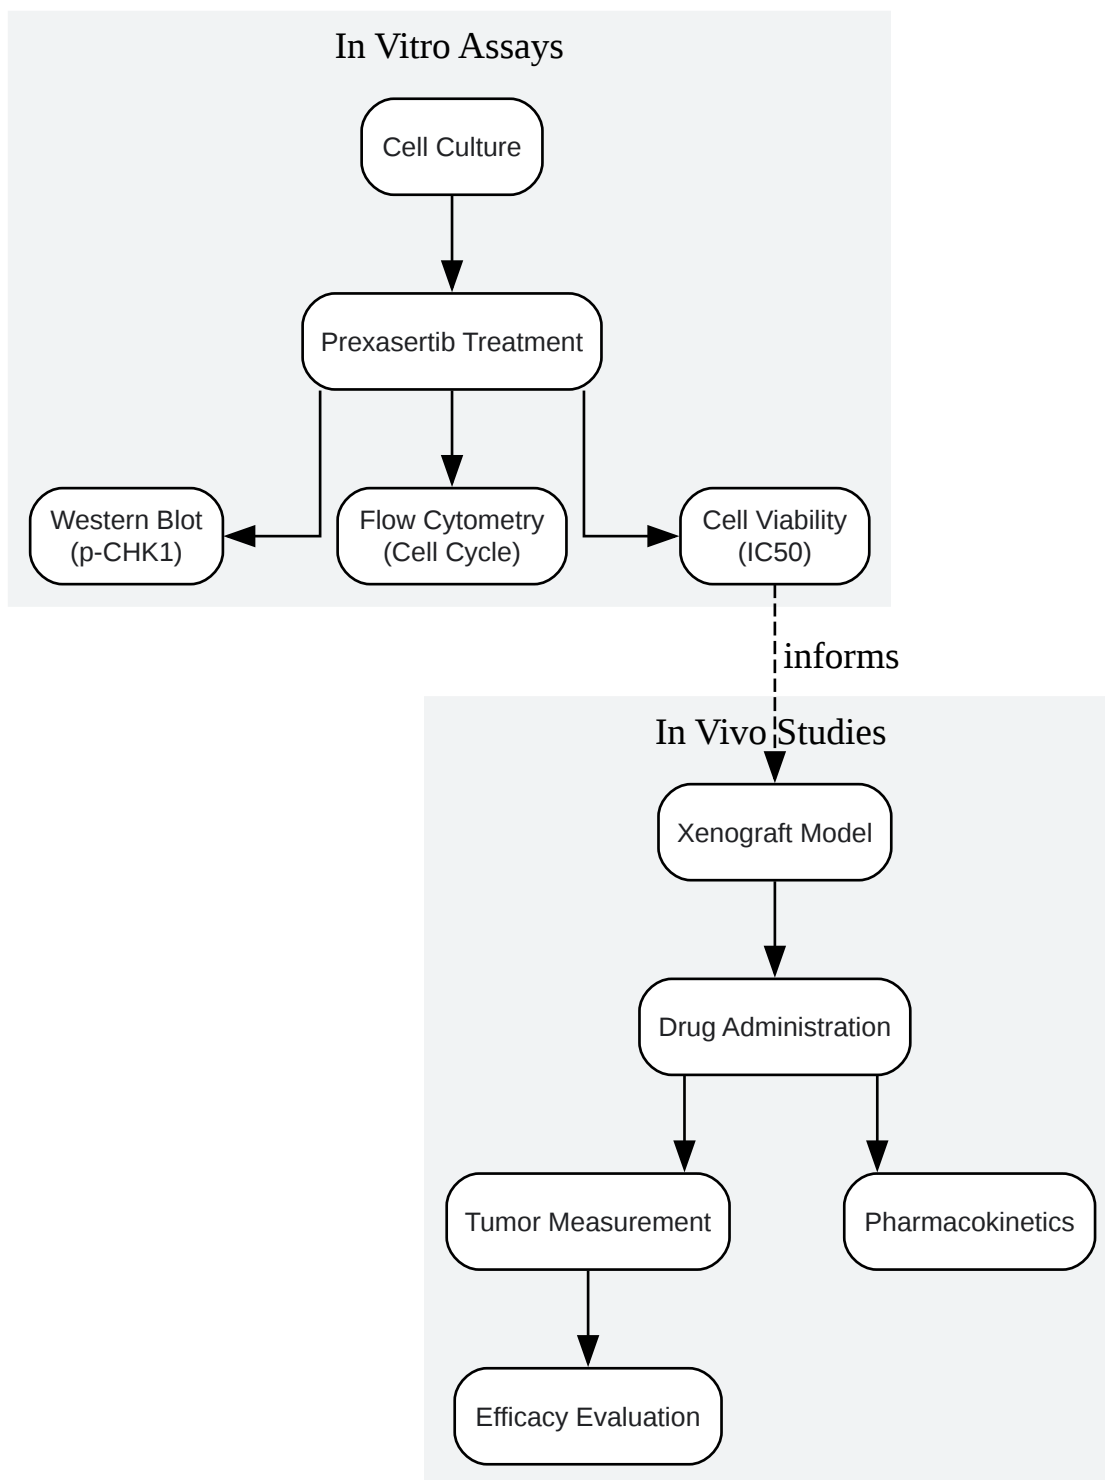 In Vitro Assays
Cell Culture
Prexasertib Treatment
Western Blot
(p-CHK1)
Flow Cytometry
(Cell Cycle)
Cell Viability
(IC50)
informs
In Vivo Studies
Xenograft Model
Drug Administration
Tumor Measurement
Pharmacokinetics
Efficacy Evaluation